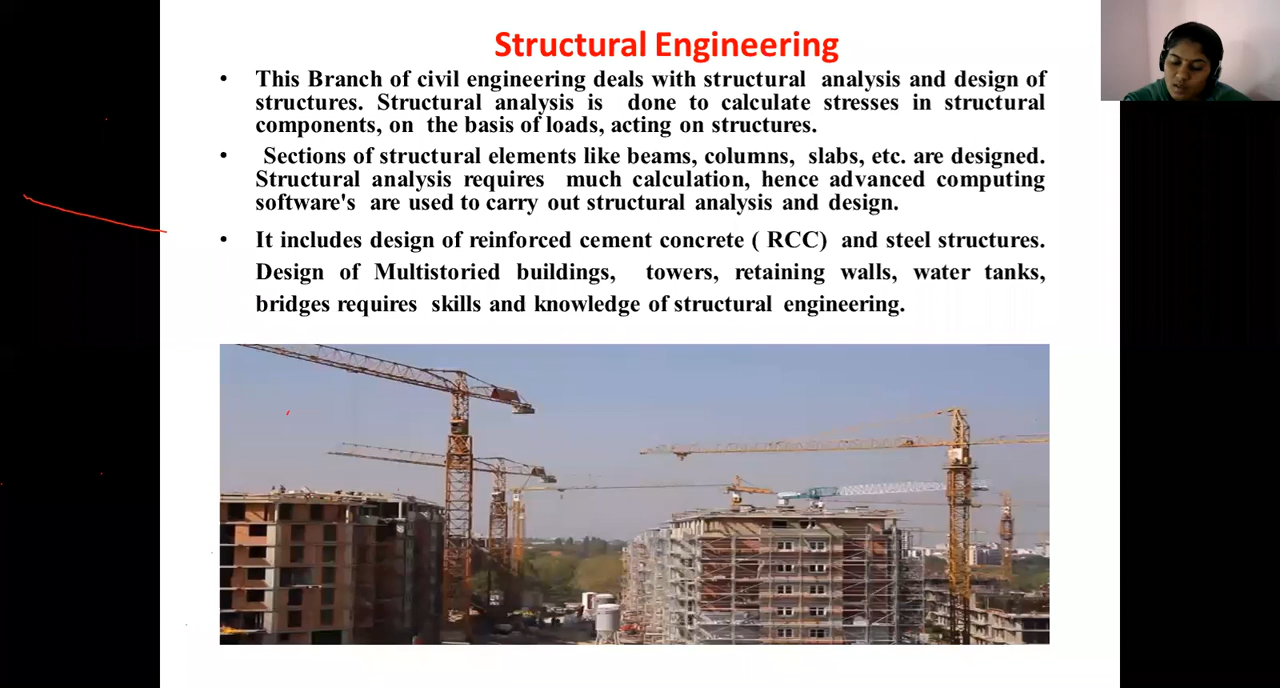 Structural Engineering
• This Branch of civil engineering deals with structural analysis and design of
structures. Structural analysis is done to calculate stresses in structural
components, on the basis of loads, acting on structures.
• Sections of structural elements like beams, columns, slabs, etc. are designed.
Structural analysis requires much calculation, hence advanced computing
software's are used to carry out structural analysis and design.
• It includes design of reinforced cement concrete ( RCC) and steel structures.
Design of Multistoried buildings, towers, retaining walls, water tanks,
bridges requires skills and knowledge of structural engineering.